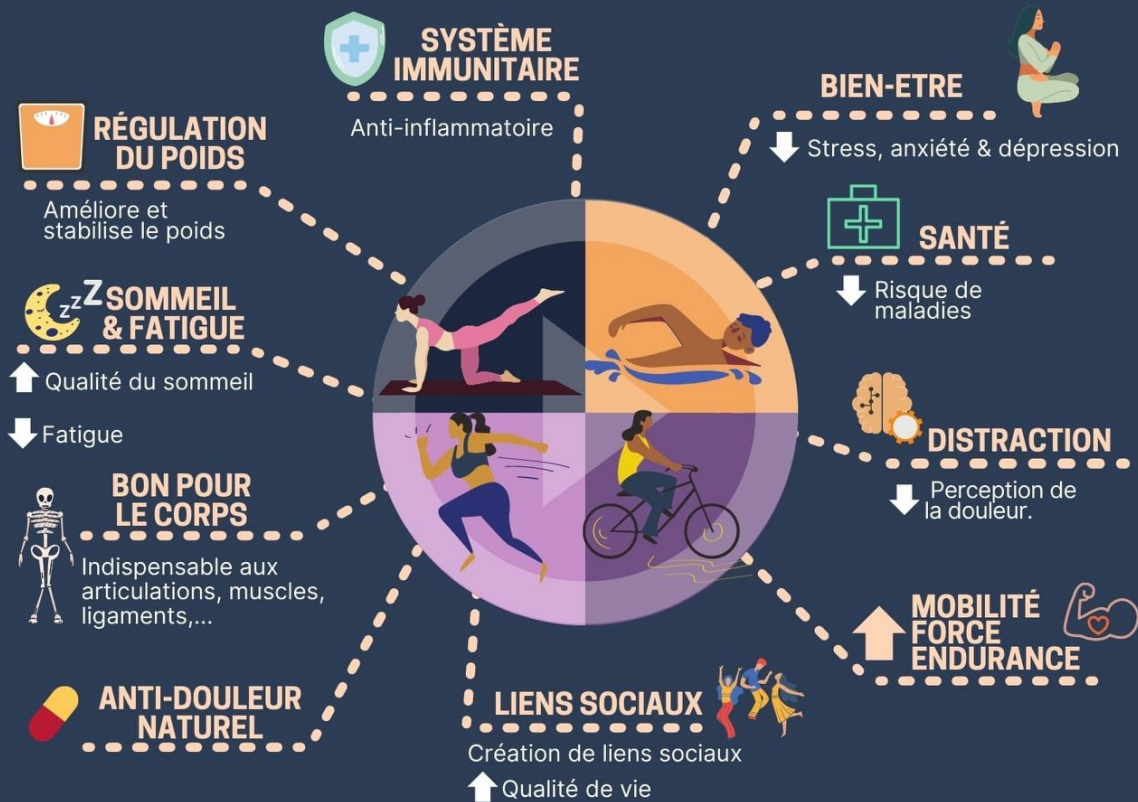 SYSTÈME
IMMUNITAIRE
Anti-inflammatoire
BIEN-ETRE
Stress, anxiété & dépression
SANTÉ
Risque de
maladies
DISTRACTION
Perception de
la douleur.
MOBILITÉ
FORCE
ENDURANCE
LIENS SOCIAUX
Création de liens sociaux
Qualité de vie
ANTI-DOULEUR
NATUREL
BON POUR
LE CORPS
Indispensable aux
articulations, muscles,
ligaments,...
zzZ SOMMEIL
& FATIGUE
Qualité du sommeil
Fatigue
RÉGULATION
DU POIDS
Améliore et
stabilise le poids